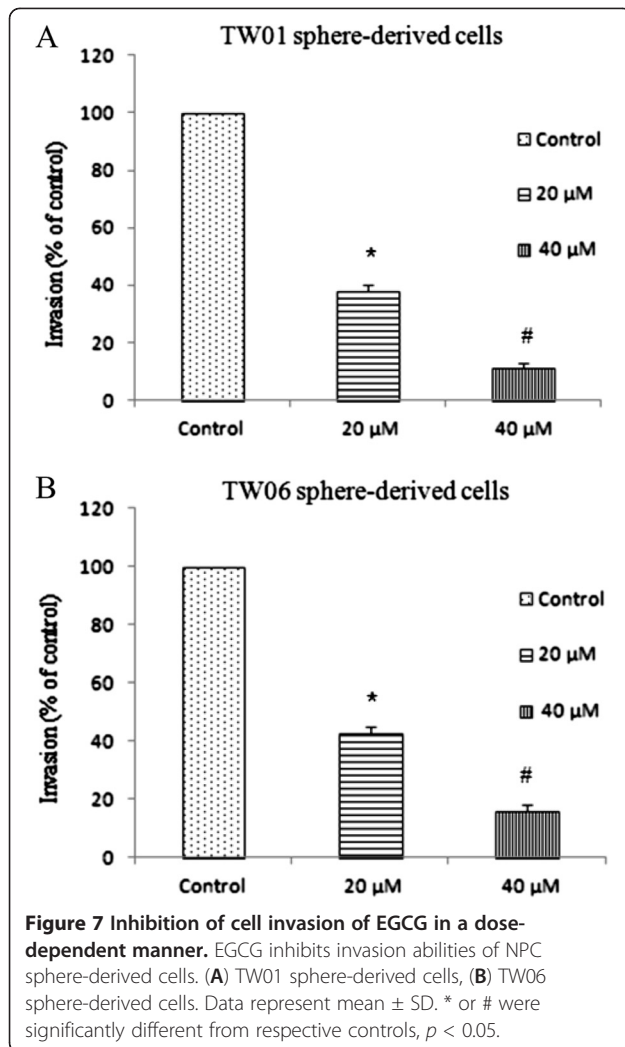 A
TW01 sphere-derived cells
120
100
80
60
40
20
0
Invasion (% of control)
*
#
Control
20 µM
40 µM
Control
20 µM
40 µM
B
TW06 sphere-derived cells
120
100
80
60
40
20
0
Invasion (% of control)
*
#
Control
20 µM
40 µM
Control
20 µM
40 µM
Figure 7 Inhibition of cell invasion of EGCG in a dose-
dependent manner. EGCG inhibits invasion abilities of NPC
sphere-derived cells. (A) TW01 sphere-derived cells, (B) TW06
sphere-derived cells. Data represent mean ± SD. * or # were
significantly different from respective controls, p < 0.05.